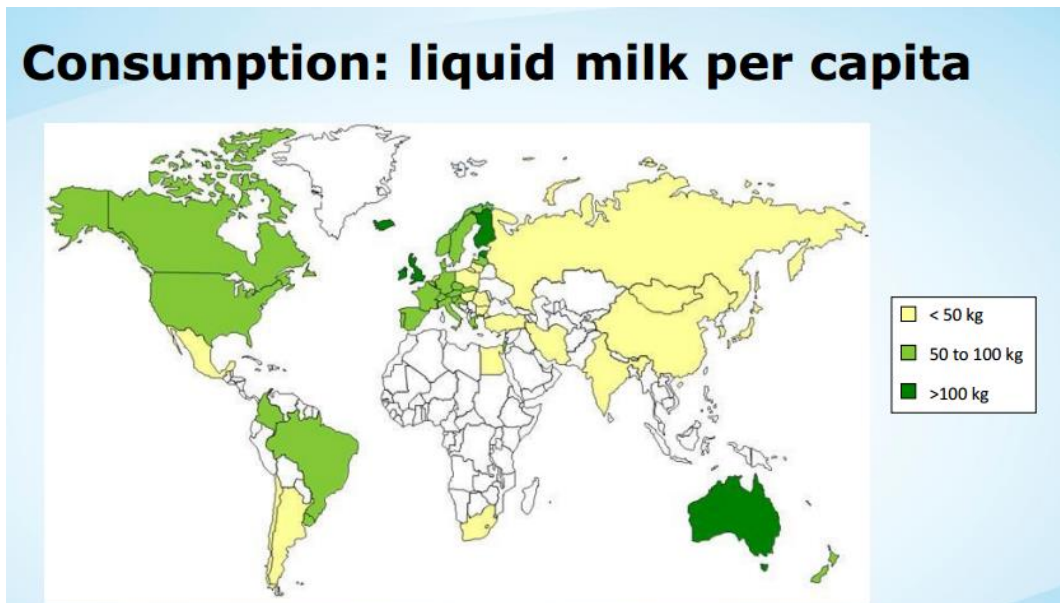 Consumption: liquid milk per capita
< 50 kg
50 to 100 kg
>100 kg